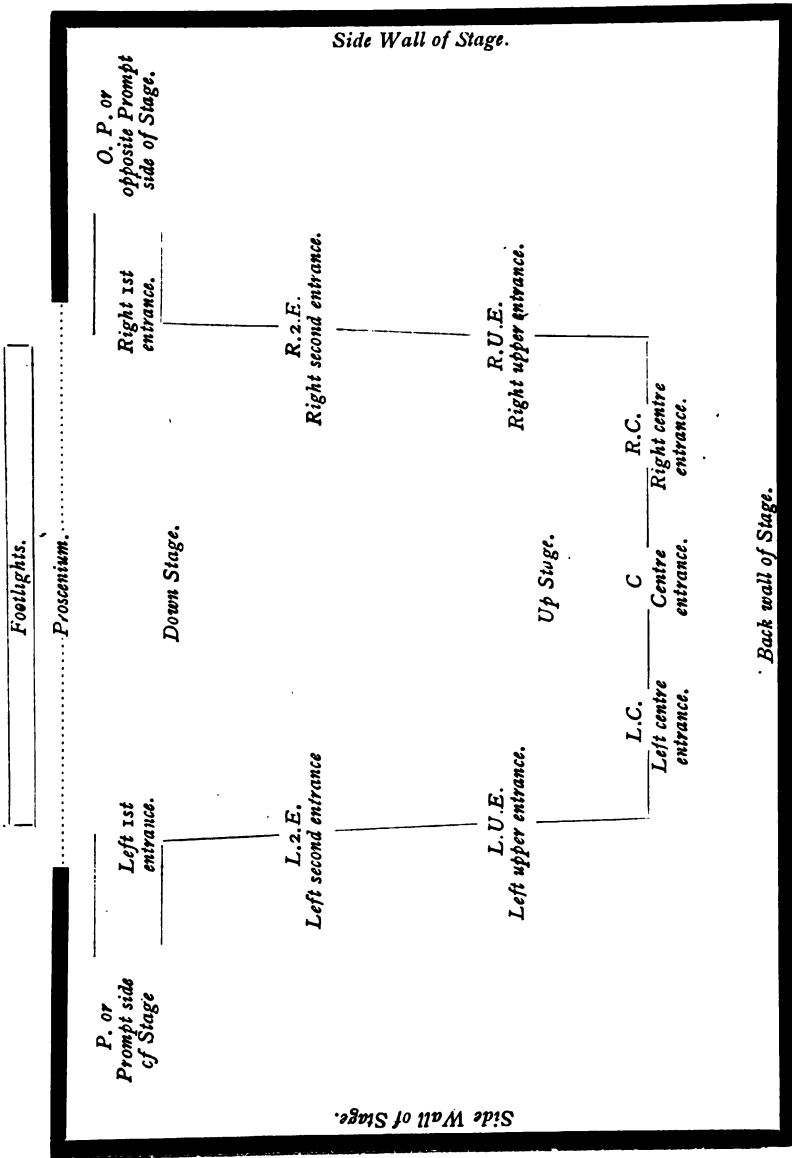 Footlights.
Proscenium.
P. or
Prompt side
cf Stage
Left 1st
entrance.
Down Stage.
Right 1st
entrance.
O. P. or
opposite Prompt
side of Stage.
L.2.E.
Left second entrance
R.2.E.
Right second entrance.
Side Wall of Stage.
Side Wall of Stage.
L.U.E.
Left upper entrance.
Up Stage.
R.U.E.
Right upper entrance.
L.C.
Left centre
entrance.
C
Centre
entrance.
R.C.
Right centre
entrance.
Back wall of Stage.